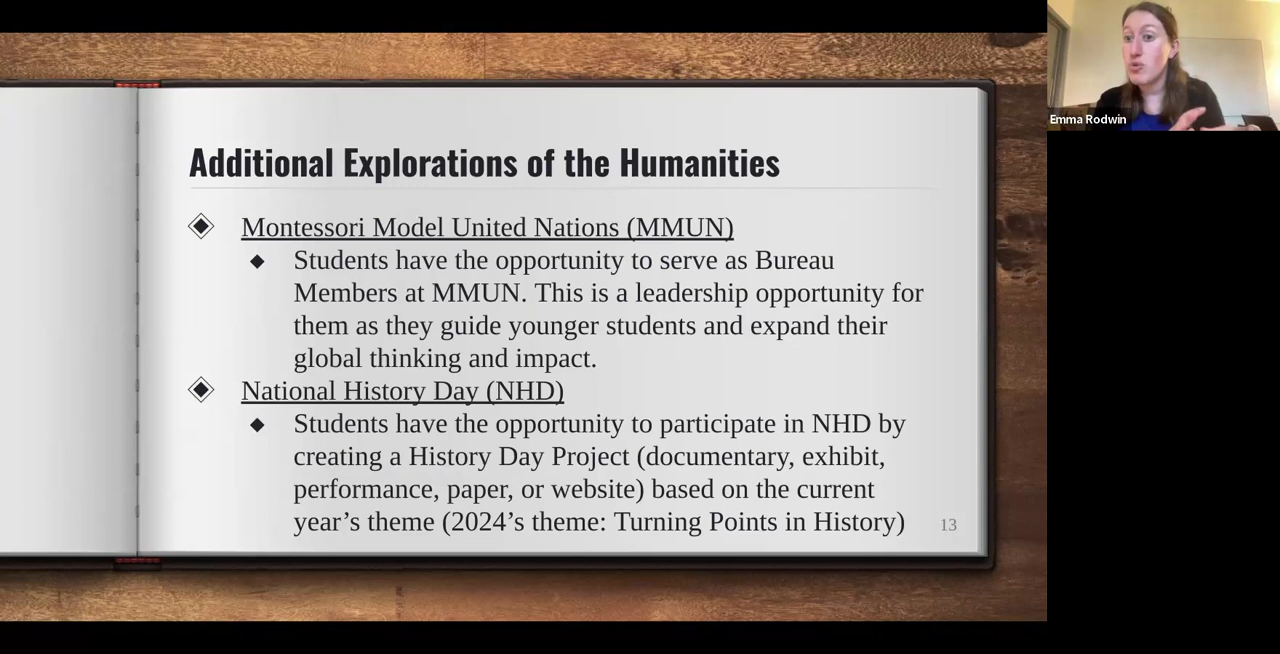 Additional Explorations of the Humanities
Montessori Model United Nations (MMUN)
Students have the opportunity to serve as Bureau
Members at MMUN. This is a leadership opportunity for
them as they guide younger students and expand their
global thinking and impact.
National History Day (NHD)
Students have the opportunity to participate in NHD by
creating a History Day Project (documentary, exhibit,
performance, paper, or website) based on the current
year’s theme (2024’s theme: Turning Points in History)
13
Emma Rodwin